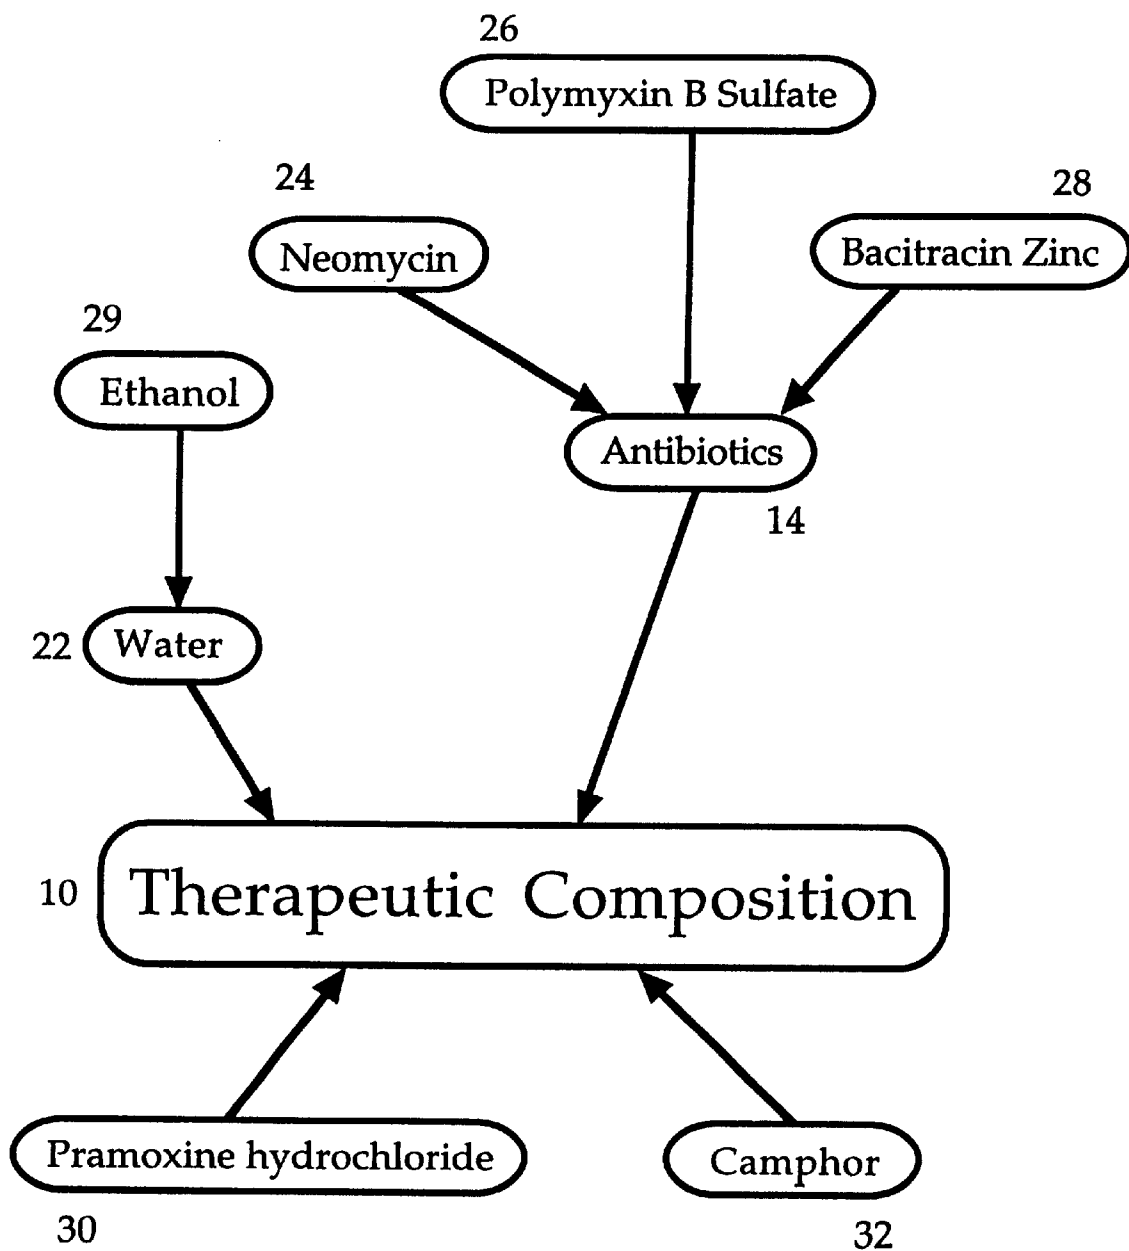 26
Polymyxin B Sulfate
24
28
Neomycin
Bacitracin Zinc
29
Ethanol
Antibiotics
14
22
Water
10
Therapeutic Composition
Pramoxine hydrochloride
Camphor
30
32